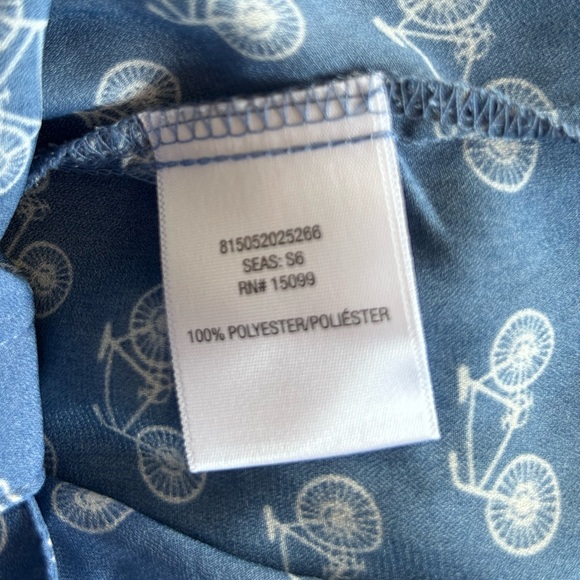 815052025266
SEAS: S6
RN# 15099
100% POLYESTER/POLIÉSTER